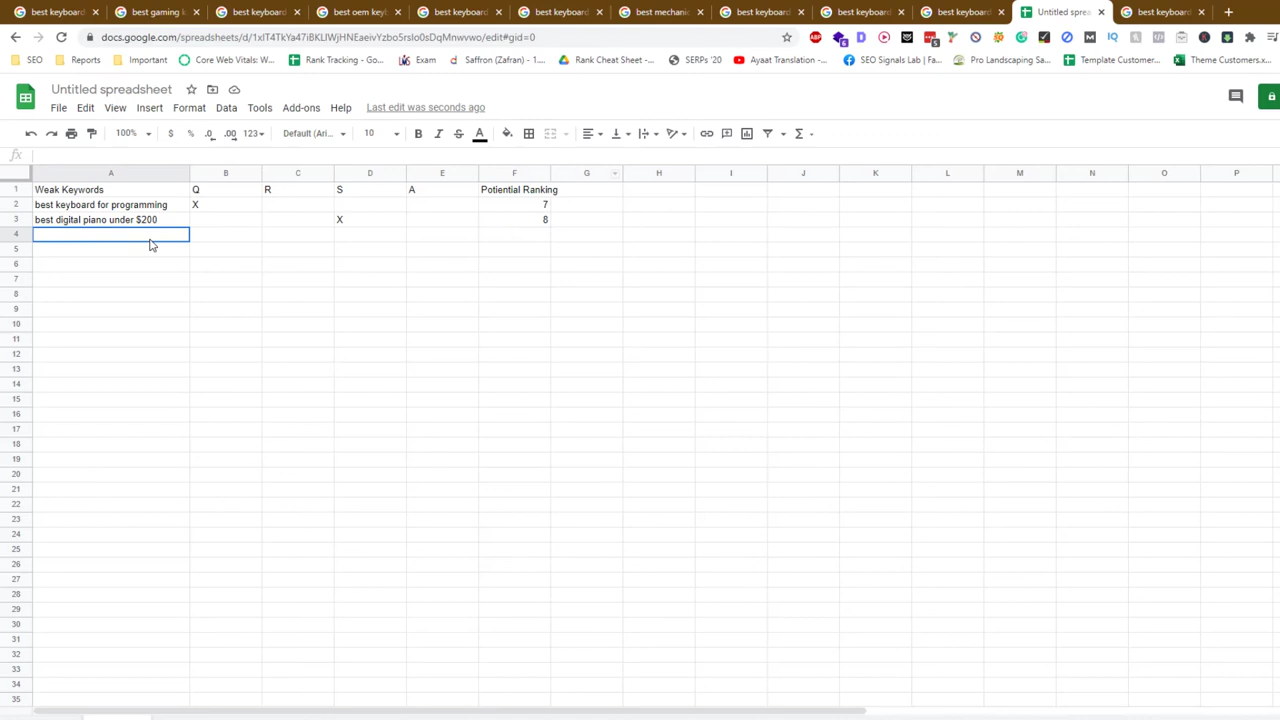 best keyboard
best gaming k
best keyboard
best oem key
best keyboard
best keyboard
best mechanic
best keyboard
best keyboard
best keyboard
Untitled sprea
best keyboard
docs.google.com/spreadsheets/d/1xIT4TkYa47iBKLlWjHNEaeivYzbo5rslo0sDqMnwvwo/edit#gid=0
SEO
Reports
Important
Core Web Vitals: W...
Rank Tracking - Go...
Exam
Saffron (Zafran) - 1....
Rank Cheat Sheet -...
SERPs '20
Ayaat Translation -...
SEO Signals Lab | Fa...
Pro Landscaping Sa...
Template Customer...
Theme Customers.x...
Untitled spreadsheet
File Edit View Insert Format Data Tools Add-ons Help Last edit was seconds ago
100% $ % .0 .00 123 Default (Ari... 10
fx
A B C D E F G H I J K L M N O P
1 Weak Keywords Q R S A Potiential Ranking
2 best keyboard for programming X 7
3 best digital piano under $200 X 8
4
5
6
7
8
9
10
11
12
13
14
15
16
17
18
19
20
21
22
23
24
25
26
27
28
29
30
31
32
33
34
35